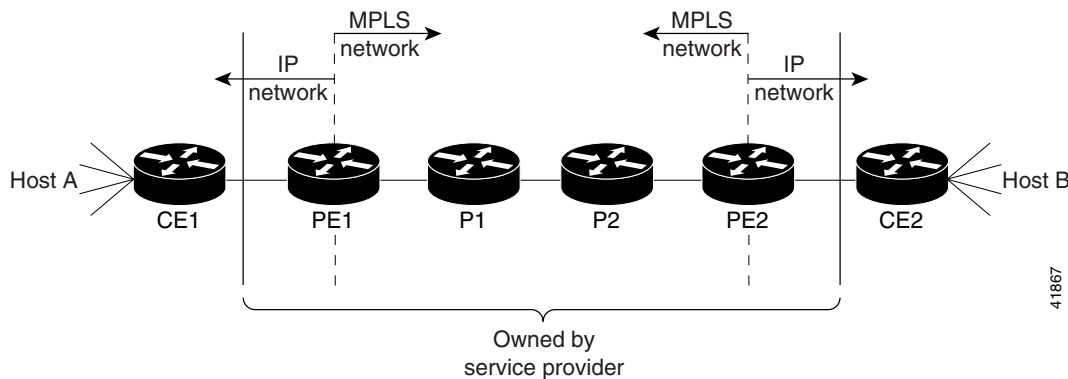 MPLS
network
MPLS
network
IP
network
IP
network
Host A
Host B
CE1
PE1
P1
P2
PE2
CE2
41867
Owned by
service provider